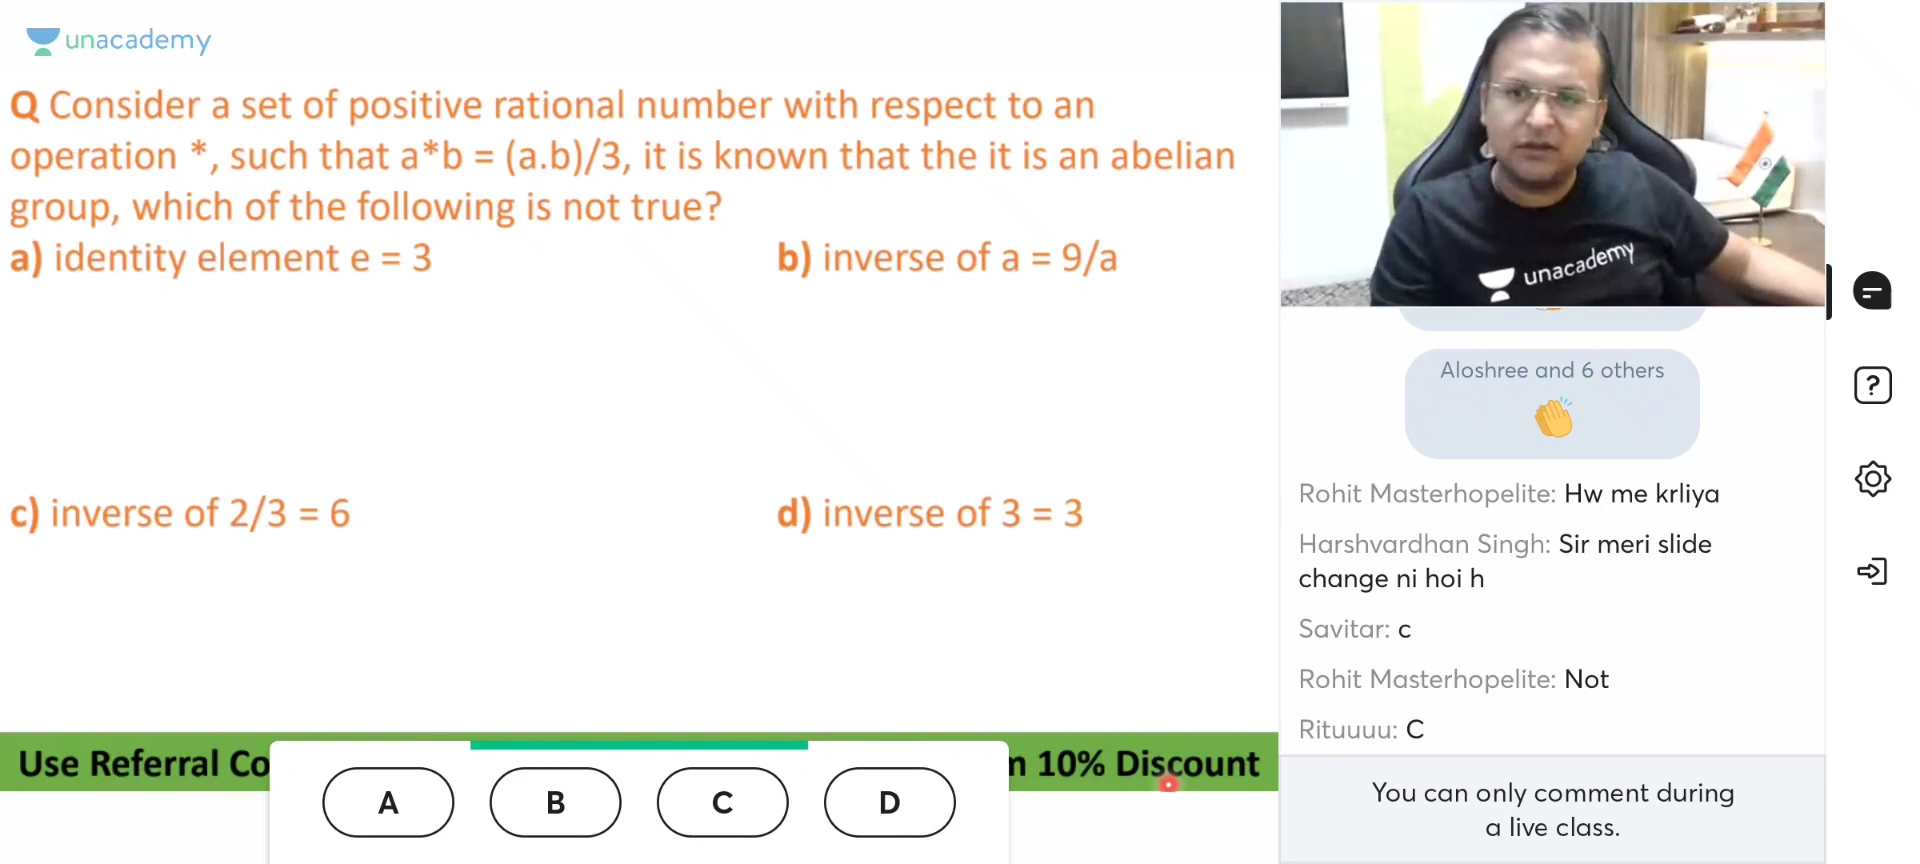 unacademy
Q Consider a set of positive rational number with respect to an
operation *, such that a*b = (a.b)/3, it is known that the it is an abelian
group, which of the following is not true?
a) identity element e = 3
b) inverse of a = 9/a
c) inverse of 2/3 = 6
d) inverse of 3 = 3
Use Referral Co
10% Discount
A
B
C
D
unacademy
Aloshree and 6 others
Rohit Masterhopelite: Hw me krliya
Harshvardhan Singh: Sir meri slide
change ni hoi h
Savitar: c
Rohit Masterhopelite: Not
Rituuuu: C
You can only comment during
a live class.
?